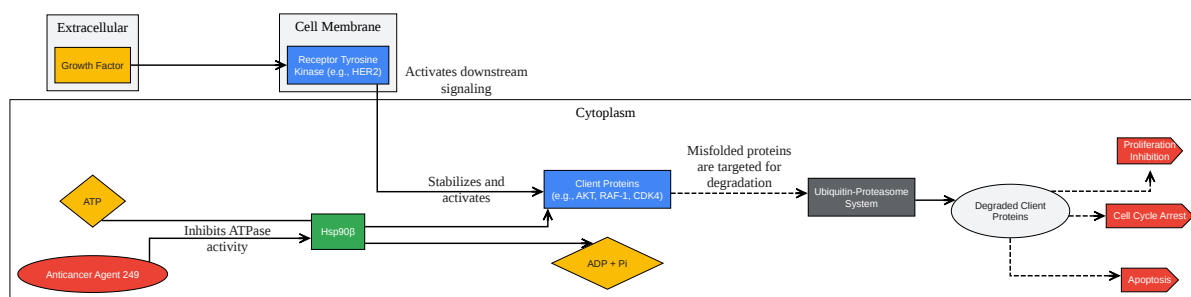 Extracellular
Growth Factor
Cell Membrane
Receptor Tyrosine
Kinase (e.g., HER2)
Activates downstream
signaling
Cytoplasm
ATP
Inhibits ATPase
activity
Anticancer Agent 249
Hsp90β
Stabilizes and
activates
Client Proteins
(e.g., AKT, RAF-1, CDK4)
ADP + Pi
Misfolded proteins
are targeted for
degradation
Ubiquitin-Proteasome
System
Degraded Client
Proteins
Proliferation
Inhibition
Cell Cycle Arrest
Apoptosis